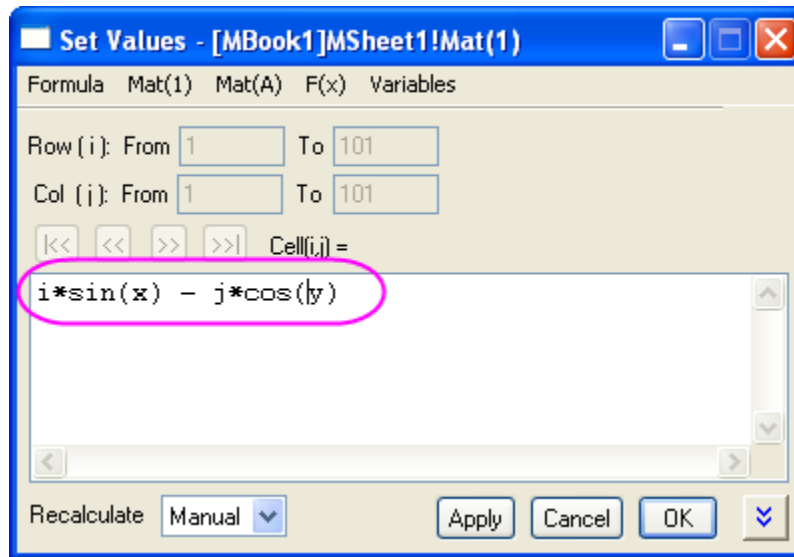 Set Values - [MBook1]MSheet1!Mat(1)
Formula Mat(1) Mat(A) F(x) Variables
Row (i): From 1 To 101
Col (j): From 1 To 101
|<< << >> >>| Cell(i,j) =
i*sin(x) - j*cos(y)
Recalculate Manual Apply Cancel OK